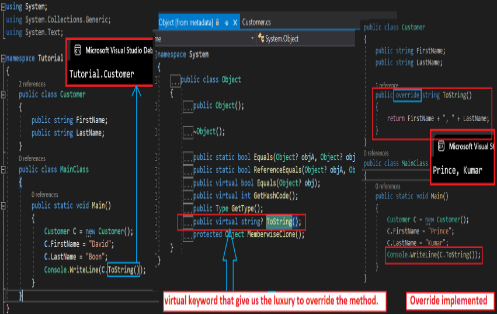 using System;
using System.Collections.Generic;
using System.Text;
namespace Tutorial
{
2 references
public class Customer
{
public string FirstName;
public string LastName;
}
0 references
public class MainClass
{
0 references
public static void Main()
{
Customer C = new Customer();
C.FirstName = "David";
C.LastName = "Boon";
Console.WriteLine(C.ToString());
}
}
Microsoft Visual Studio Deb
Tutorial.Customer
Object [from metadata]
Customer.cs
System.Object
namespace System
{
...public class Object
{
...public Object();
...~Object();
...public static bool Equals(Object? objA, Object? obj
...public static bool ReferenceEquals(Object? objA, Ob
...public virtual bool Equals(Object? obj);
...public virtual int GetHashCode();
...public Type GetType();
...public virtual string? ToString();
...protected Object MemberwiseClone();
virtual keyword that give us the luxury to override the method.
public class Customer
{
public string FirstName;
public string LastName;
public override string ToString()
{
return FirstName + ", " + LastName;
}
Microsoft Visual S
Prince, Kumar
0 references
public class MainClass
{
0 references
public static void Main()
{
Customer C = new Customer();
C.FirstName = "Prince";
C.LastName = "Kumar";
Console.WriteLine(C.ToString());
}
Override implemented